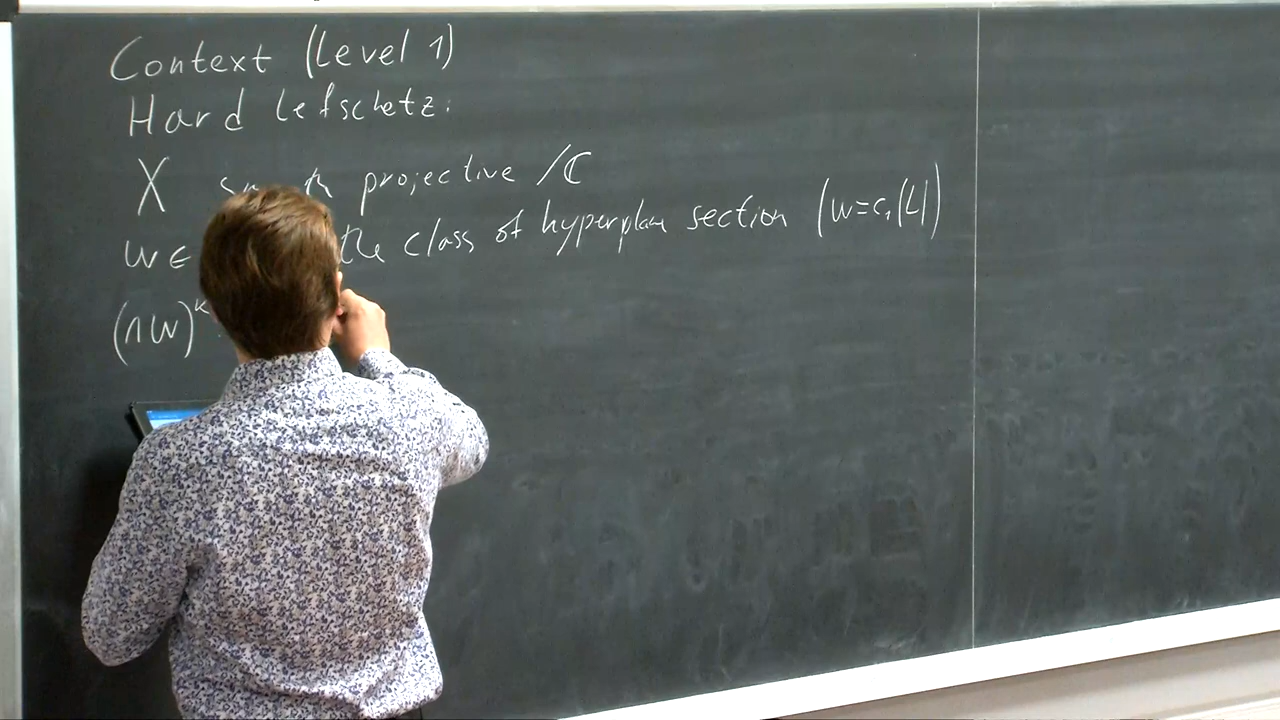 Context (Level 1)
Hard Lefschetz:
X projective /ℂ
w ∈ the class of hyperplane section (w=c₁(L))
(∧w)ᵏ